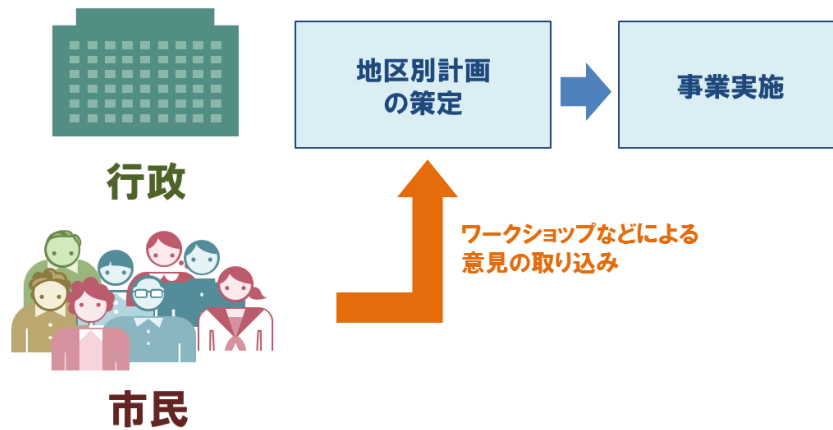 地区別計画
の策定
事業実施
行政
ワークショップなどによる
意見の取り込み
市民